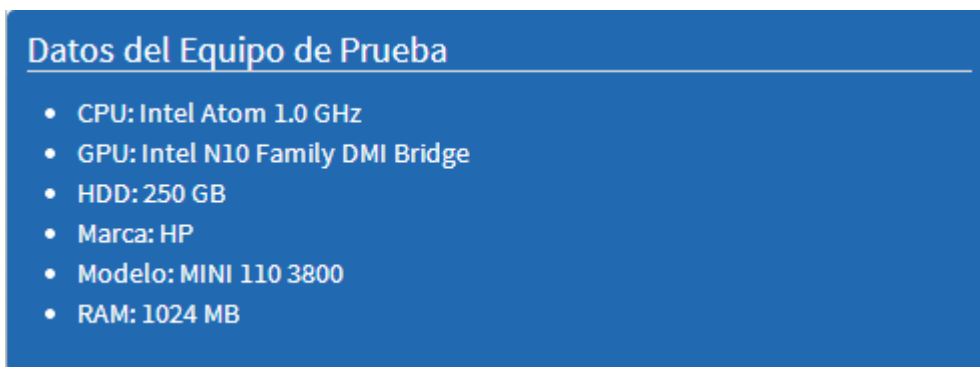 Datos del Equipo de Prueba
• CPU: Intel Atom 1.0 GHz
• GPU: Intel N10 Family DMI Bridge
• HDD: 250 GB
• Marca: HP
• Modelo: MINI 110 3800
• RAM: 1024 MB